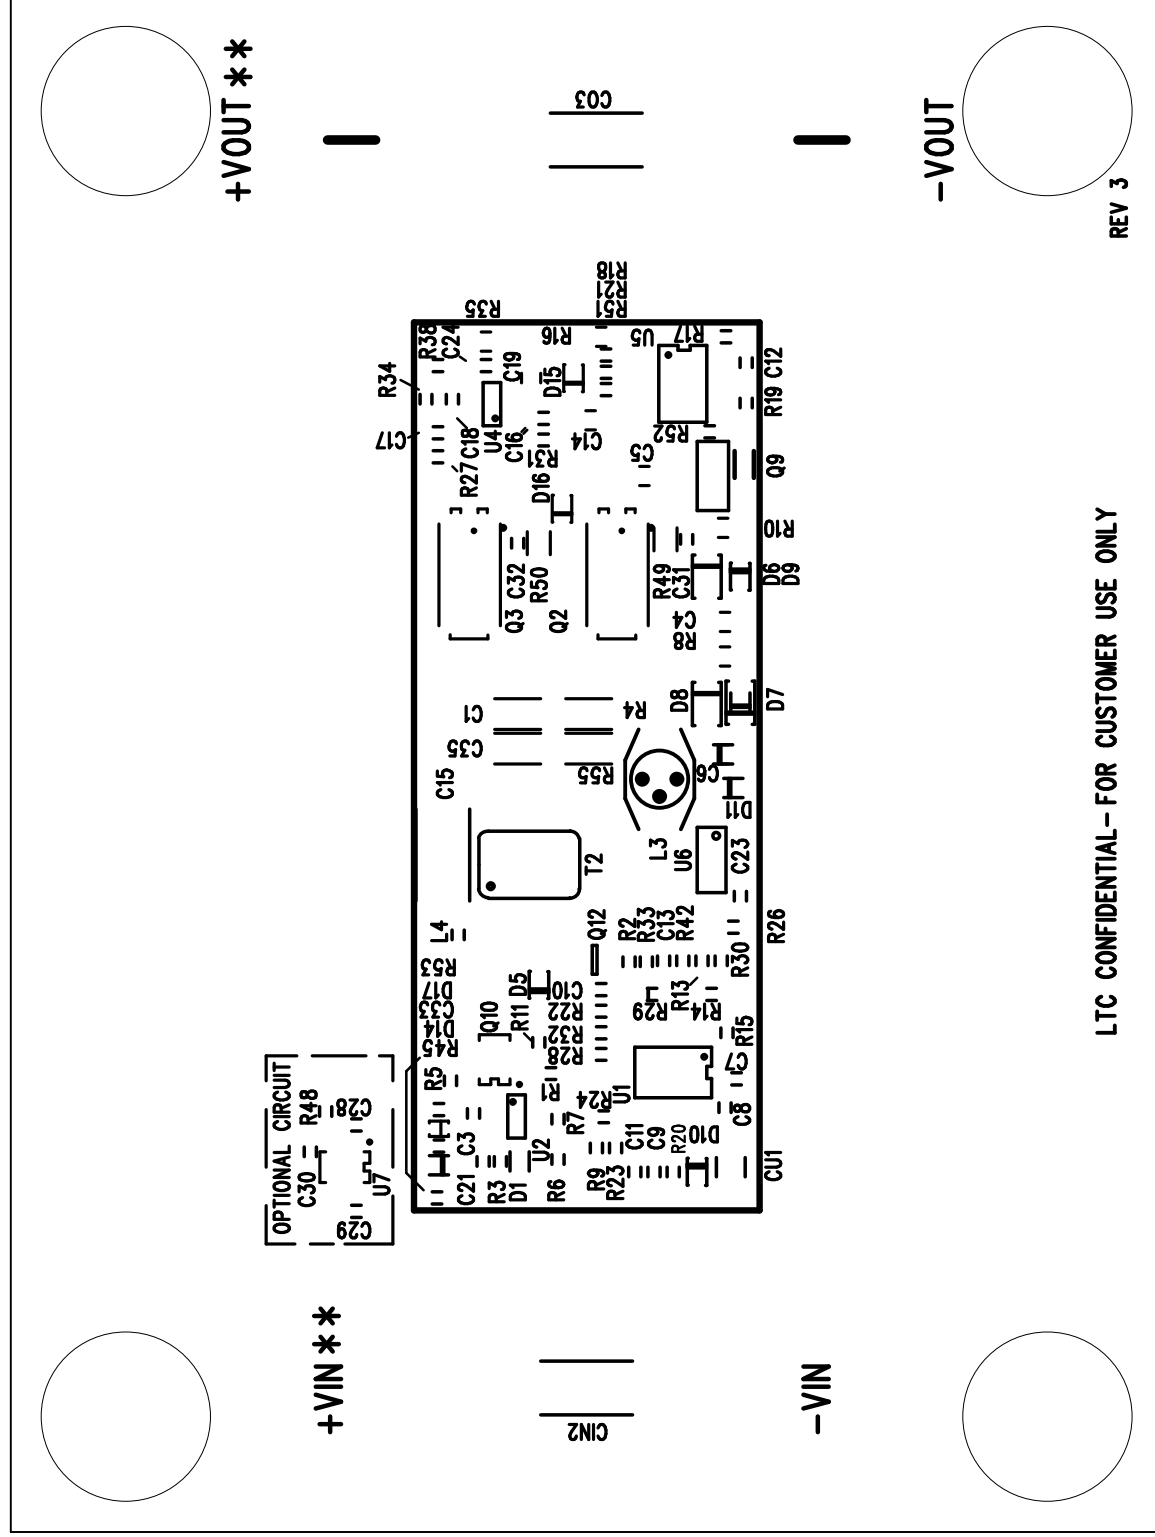 +VOUT**
CO3
-VOUT
REV 3
R18
R21
R51
R35
R38
C24
R16
U5
R17
R34
C19
D15
C12
R19
C17
C18
U4
C16
R31
C14
R52
C5
Q9
R27
D16
R10
C32
R50
R49
C31
D6
D9
Q3
Q2
C4
R8
D8
D7
C1
R4
C35
R55
C6
C15
D11
L3
U6
C23
T2
L4
Q12
R2
R33
C13
R42
R26
R53
D17
C33
D14
R45
D5
C10
R22
R32
R28
R30
Q10
R11
R13
R29
R14
R15
C7
R5
R1
U1
R24
C8
OPTIONAL CIRCUIT
R48
C28
C30
U7
C29
C3
R7
U2
C11
C9
R20
D10
C21
R3
D1
R6
R9
R23
CU1
LTC CONFIDENTIAL-FOR CUSTOMER USE ONLY
+VIN**
CIN2
-VIN